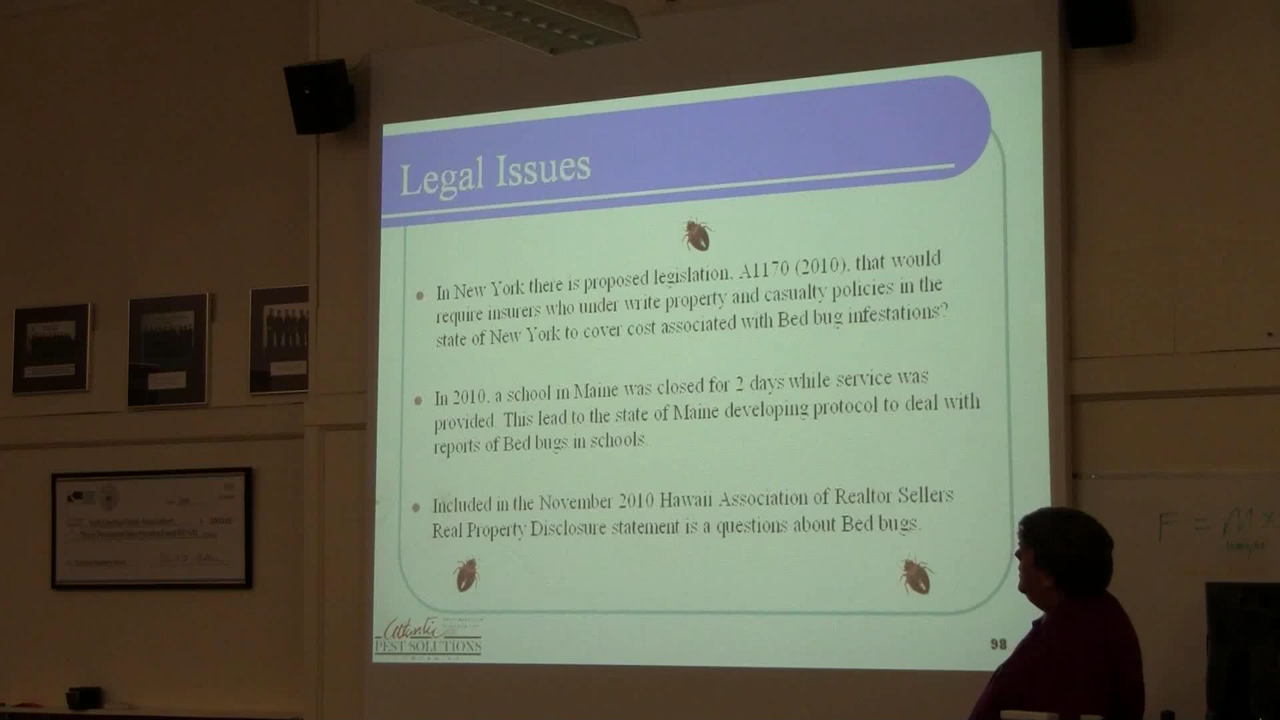 Legal Issues
In New York there is proposed legislation, A1170 (2010), that would
require insurers who under write property and casualty policies in the
state of New York to cover cost associated with Bed bug infestations?
In 2010, a school in Maine was closed for 2 days while service was
provided. This lead to the state of Maine developing protocol to deal with
reports of Bed bugs in schools.
Included in the November 2010 Hawaii Association of Realtor Sellers
Real Property Disclosure statement is a questions about Bed bugs.
Atlantic
PEST SOLUTIONS
98
F = M x